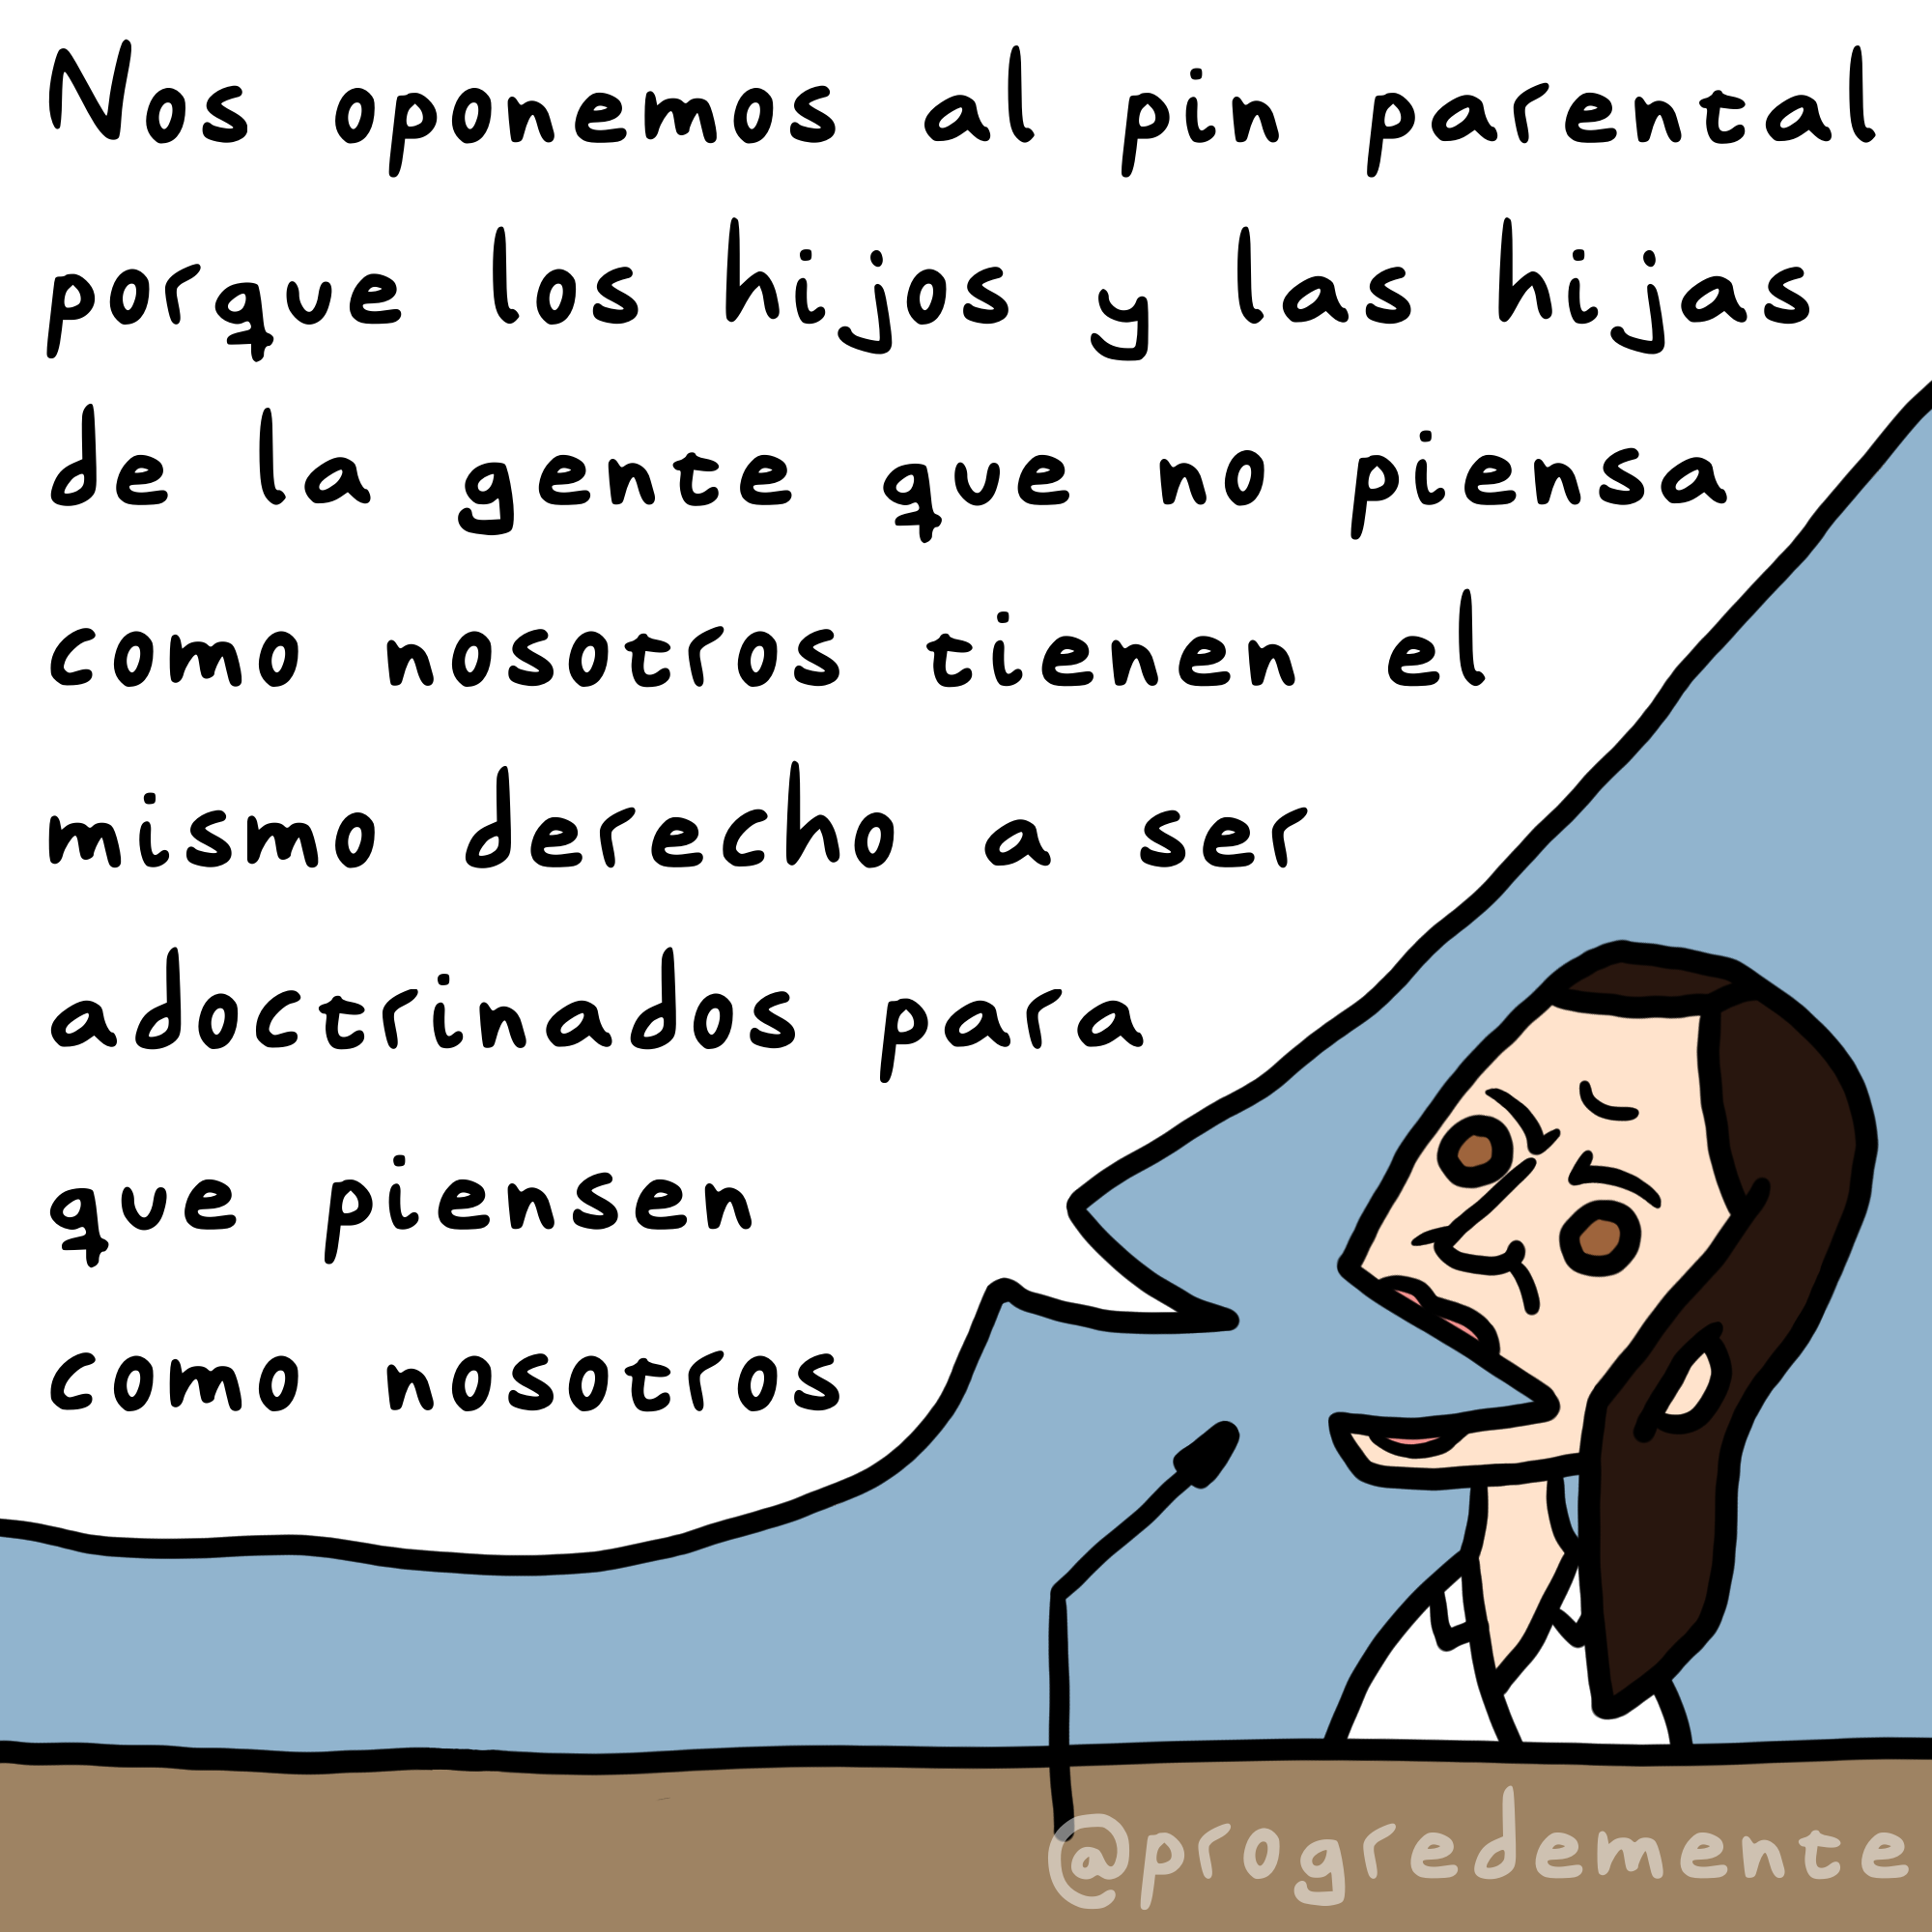 Nos oponemos al pin parental
porque los hijos y las hijas
de la gente que no piensa
como nosotros tienen el
mismo derecho a ser
adoctrinados para
que piensen
como nosotros
@progredemente